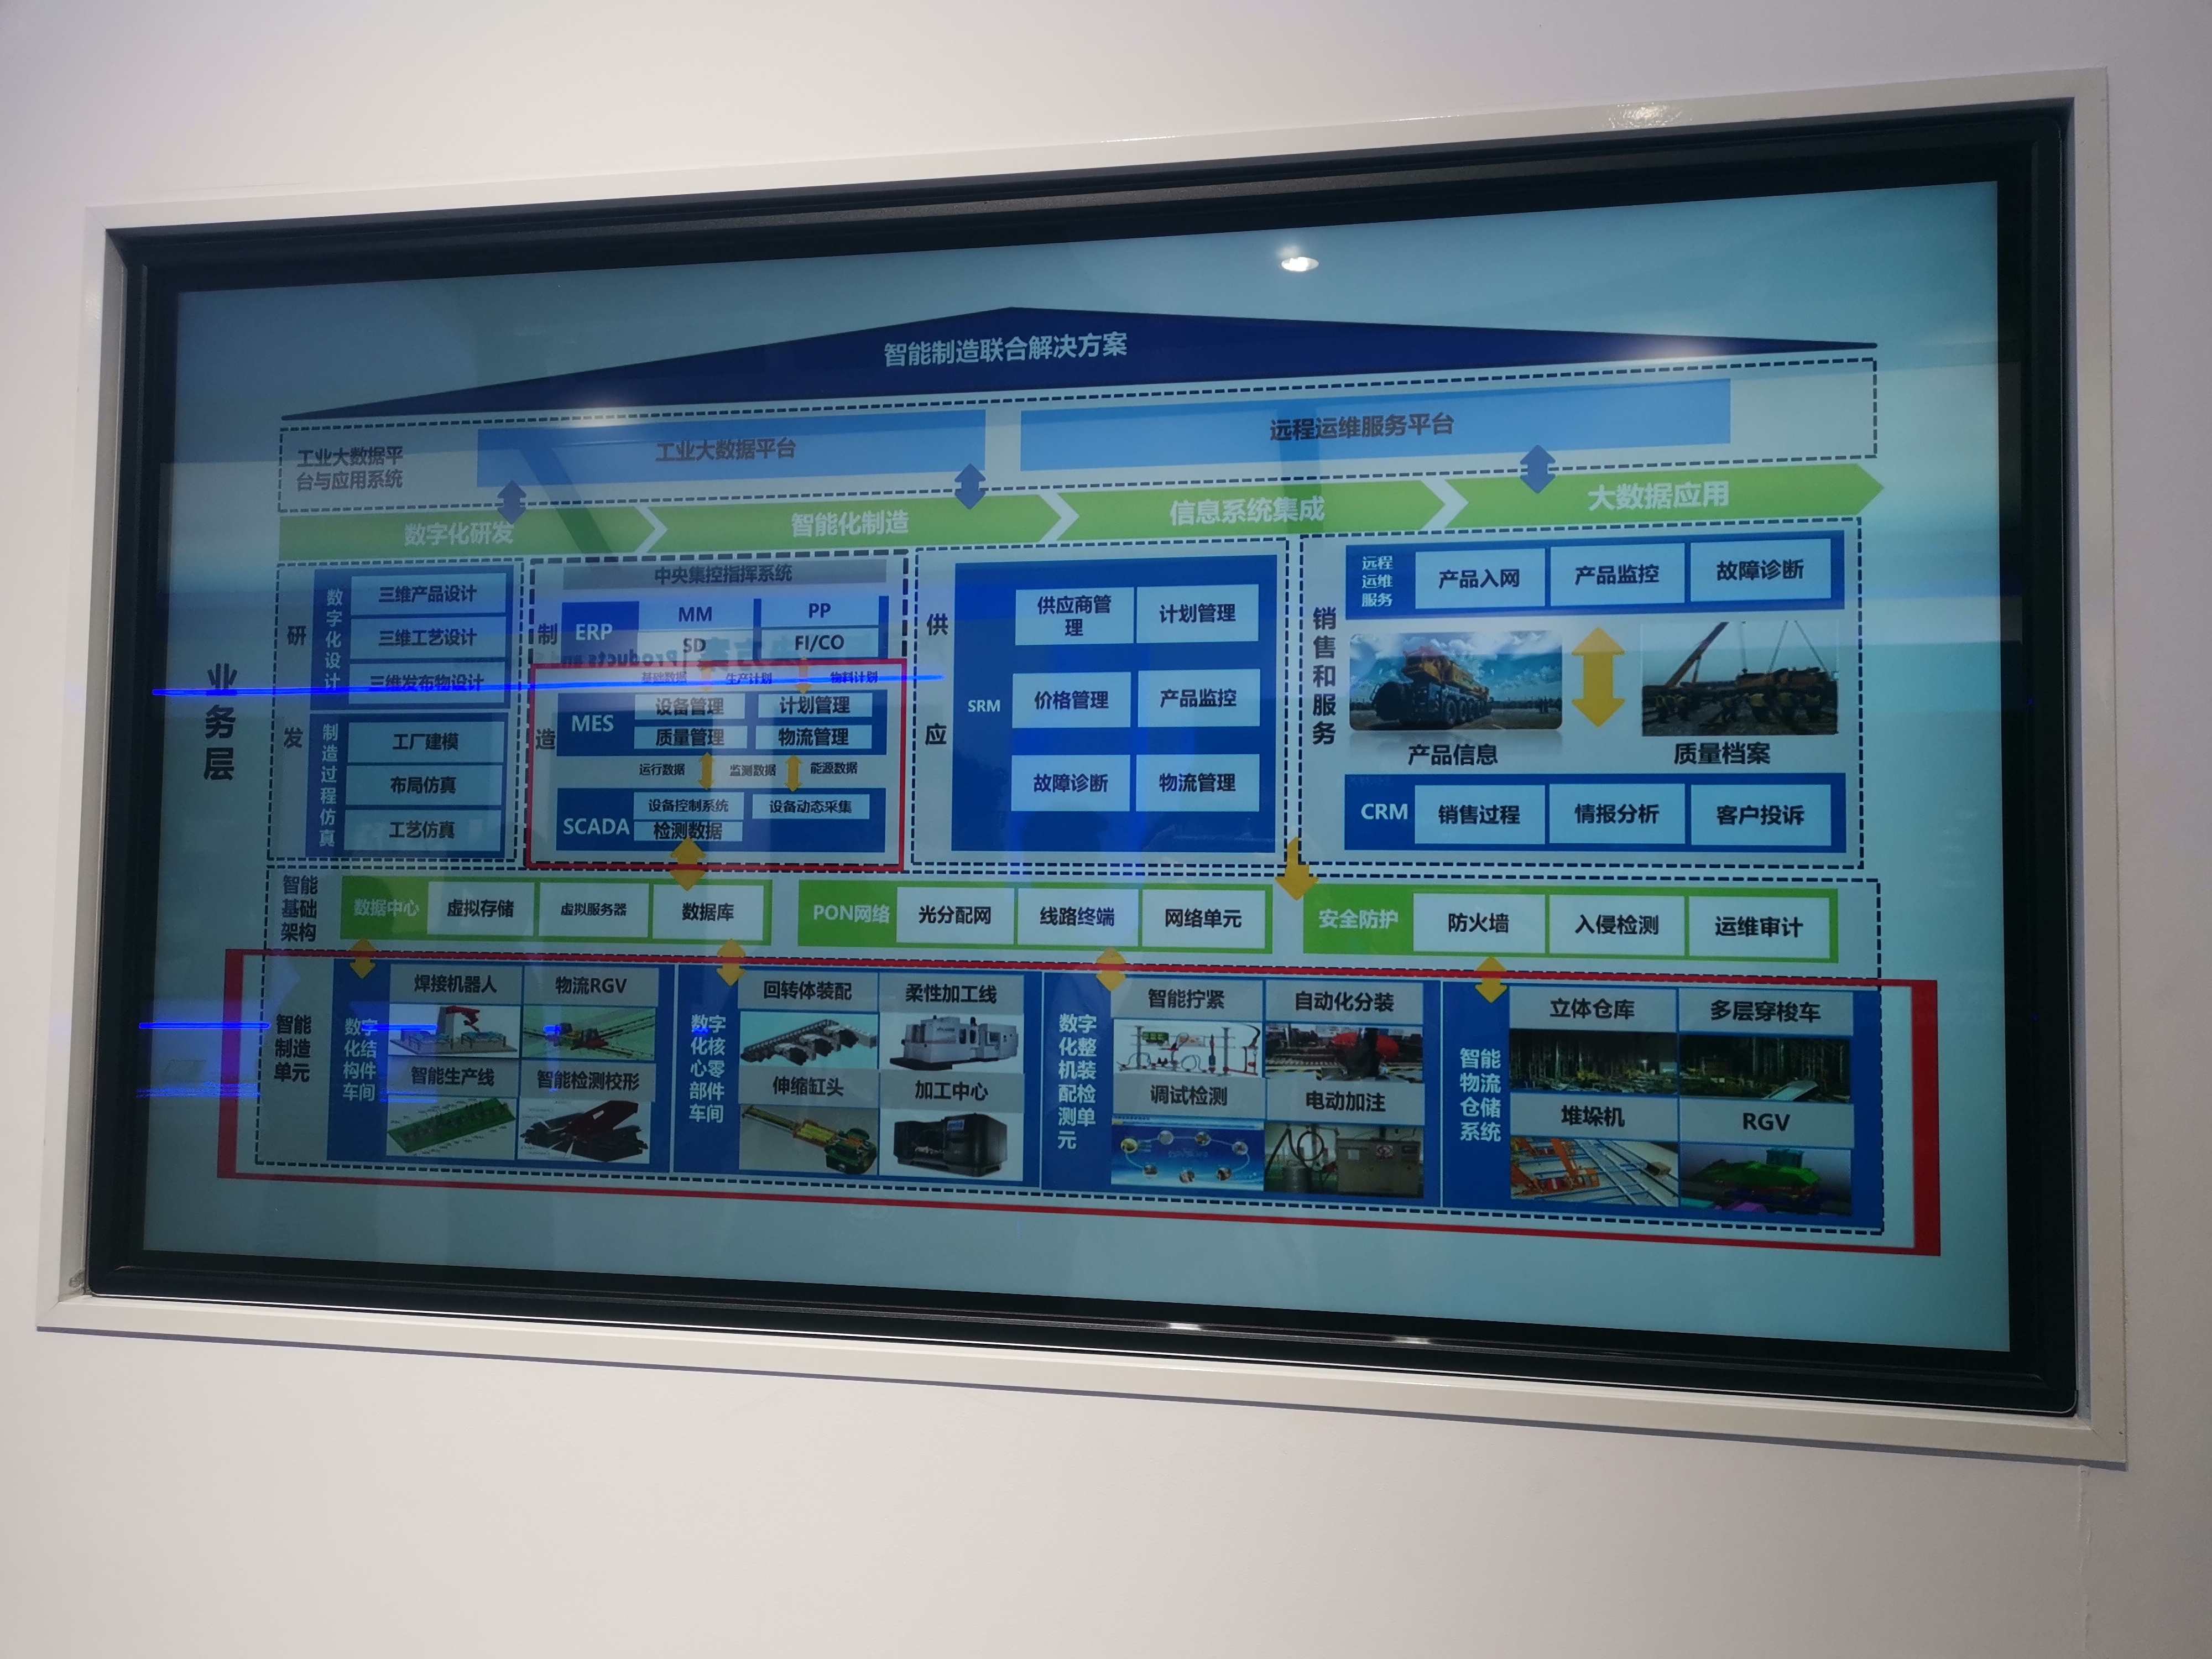 智能制造联合解决方案
工业大数据平
台与应用系统
工业大数据平台
远程运维服务平台
数字化研发
智能化制造
信息系统集成
大数据应用
业务层
研发
数字化设计
三维产品设计
三维工艺设计
三维发布物设计
制造过程仿真
工厂建模
布局仿真
工艺仿真
制造
中央集控指挥系统
ERP
MM
PP
SD
FI/CO
基础数据
生产计划
物料计划
MES
设备管理
计划管理
质量管理
物流管理
运行数据
监测数据
能源数据
SCADA
设备控制系统
设备动态采集
检测数据
供应
SRM
供应商管
理
计划管理
价格管理
产品监控
故障诊断
物流管理
销售和服务
远程
运维
服务
产品入网
产品监控
故障诊断
产品信息
质量档案
CRM
销售过程
情报分析
客户投诉
智能
基础
架构
数据中心
虚拟存储
虚拟服务器
数据库
PON网络
光分配网
线路终端
网络单元
安全防护
防火墙
入侵检测
运维审计
智能
制造
单元
数字
化结
构件
车间
焊接机器人
物流RGV
智能生产线
智能检测校形
数字
化核
心零
部件
车间
回转体装配
柔性加工线
伸缩缸头
加工中心
数字
化整
机装
配检
测单
元
智能拧紧
自动化分装
调试检测
电动加注
智能
物流
仓储
系统
立体仓库
多层穿梭车
堆垛机
RGV